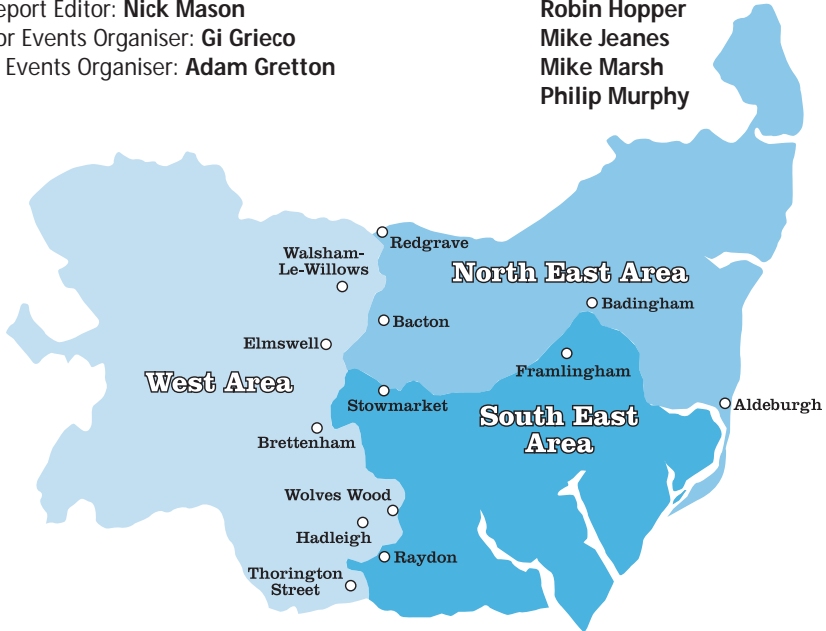 eport Editor: Nick Mason
or Events Organiser: Gi Grieco
Events Organiser: Adam Gretton
Robin Hopper
Mike Jeanes
Mike Marsh
Philip Murphy
Redgrave
Walsham-
Le-Willows
North East Area
Badingham
Bacton
Elmswell
Framlingham
West Area
Stowmarket
Aldeburgh
South East
Area
Brettenham
Wolves Wood
Hadleigh
Raydon
Thorington
Street